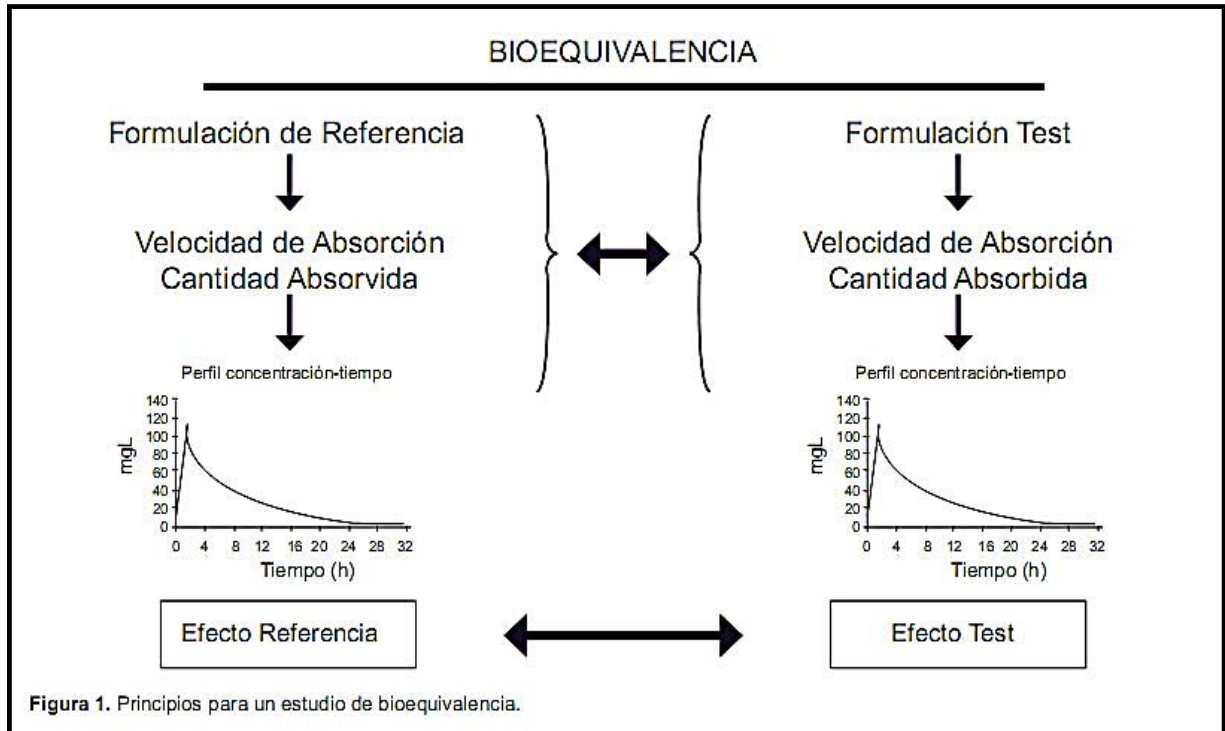 BIOEQUIVALENCIA
Formulación de Referencia
Velocidad de Absorción
Cantidad Absorvida
Perfil concentración-tiempo
140
120
100
80
60
40
20
0
mgL
0 4 8 12 16 20 24 28 32
Tiempo (h)
Efecto Referencia
Formulación Test
Velocidad de Absorción
Cantidad Absorbida
Perfil concentración-tiempo
140
120
100
80
60
40
20
0
mgL
0 4 8 12 16 20 24 28 32
Tiempo (h)
Efecto Test
Figura 1. Principios para un estudio de bioequivalencia.